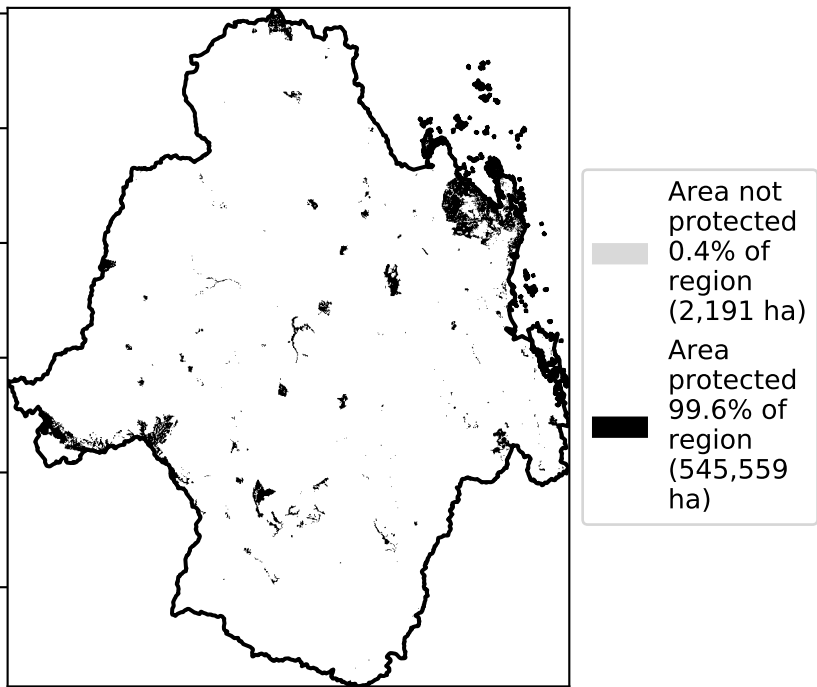 Area not
protected
0.4% of
region
(2,191 ha)
Area
protected
99.6% of
region
(545,559
ha)